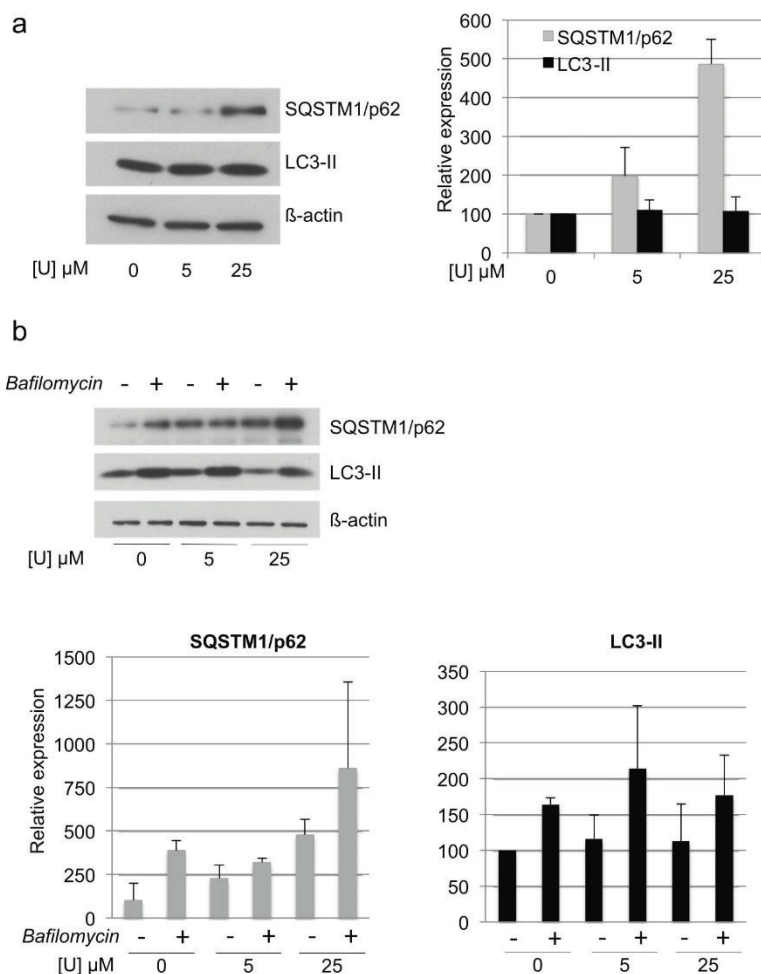 a
SQSTM1/p62
LC3-II
ß-actin
[U] µM 0 5 25
600
500
400
300
200
100
0
Relative expression
SQSTM1/p62
LC3-II
0 5 25
[U] µM
b
Bafilomycin - + - + - +
SQSTM1/p62
LC3-II
ß-actin
[U] µM 0 5 25
SQSTM1/p62
1500
1250
1000
750
500
250
0
Relative expression
Bafilomycin - + - + - +
[U] µM 0 5 25
LC3-II
350
300
250
200
150
100
50
0
- + - + - +
0 5 25